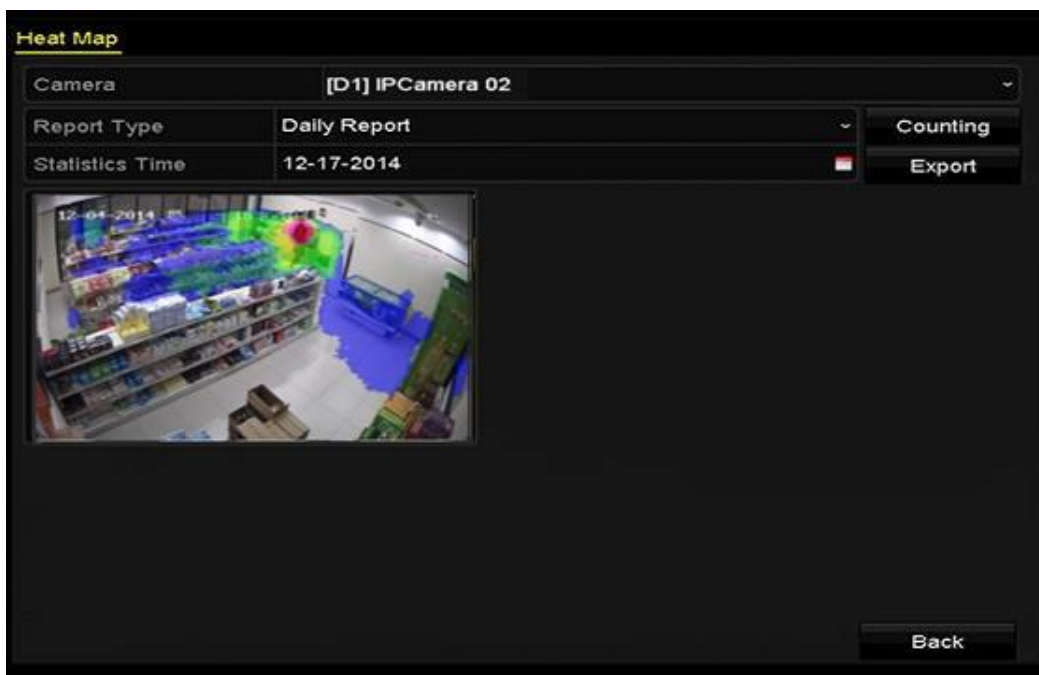 Heat Map
Camera [D1] IPCamera 02
Report Type Daily Report Counting
Statistics Time 12-17-2014 Export
12-04-2014
Back